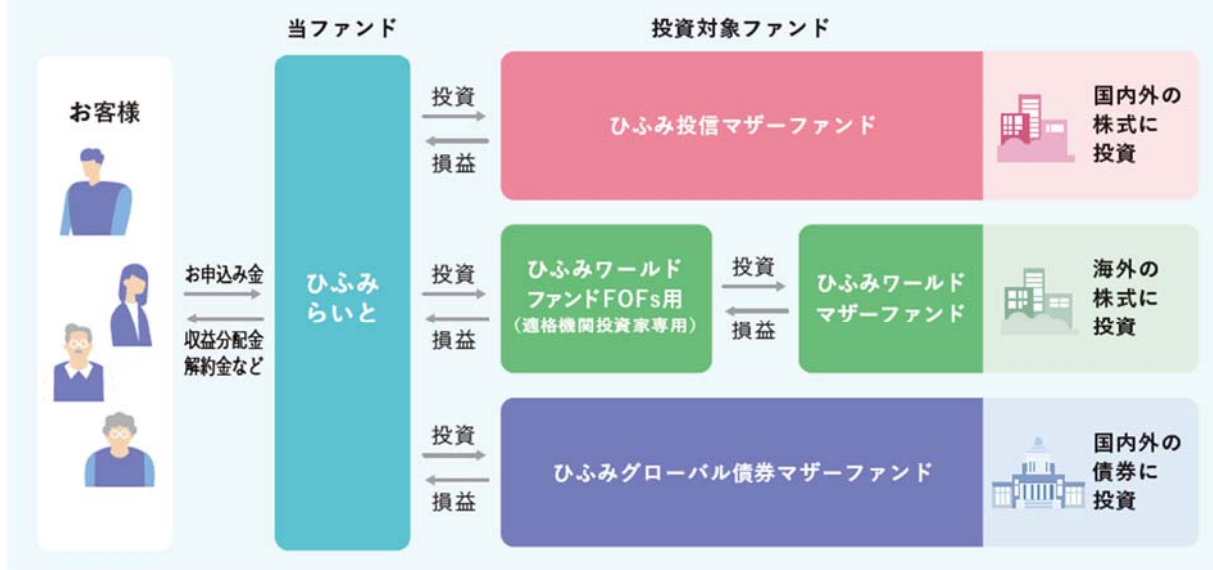 当ファンド
投資対象ファンド
お客様
お申込み金
収益分配金
解約金など
ひふみ
らいと
投資
損益
ひふみ投信マザーファンド
国内外の
株式に
投資
投資
損益
ひふみワールド
ファンドFOFs用
(適格機関投資家専用)
投資
損益
ひふみワールド
マザーファンド
海外の
株式に
投資
投資
損益
ひふみグローバル債券マザーファンド
国内外の
債券に
投資